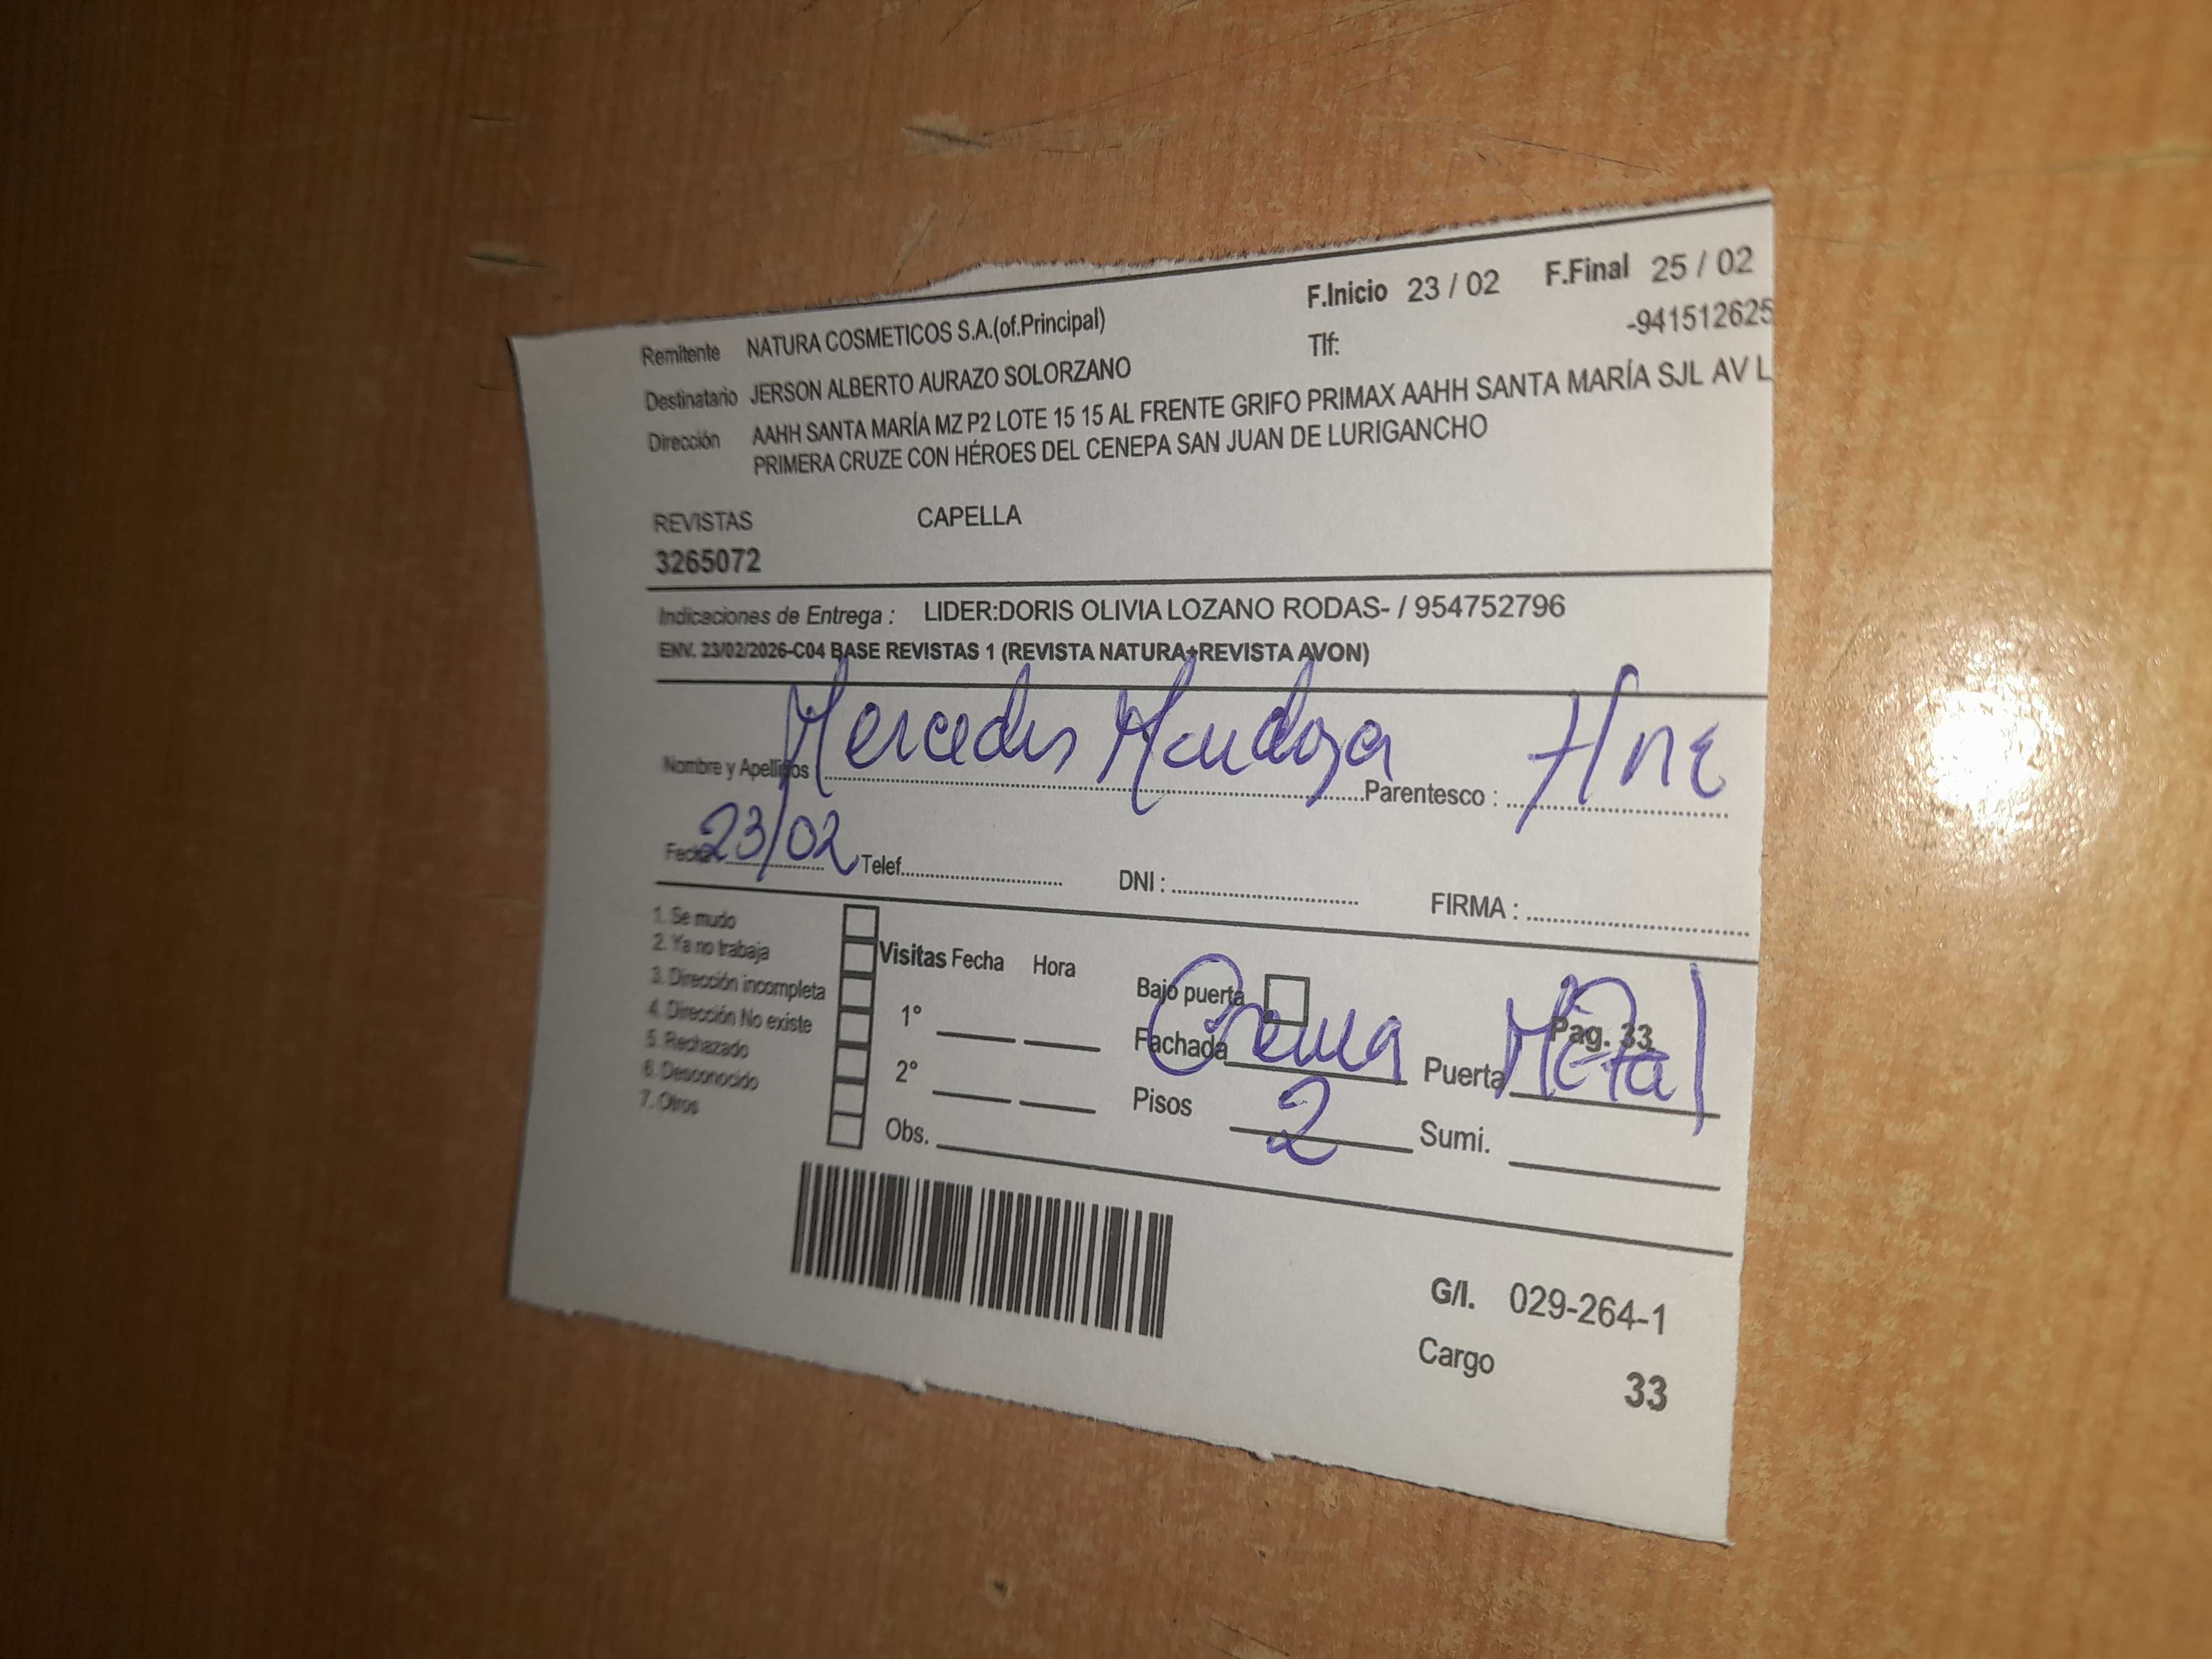 F.Inicio 23 / 02 F.Final 25 / 02
Remitente NATURA COSMETICOS S.A.(of.Principal) Tlf: -941512625
Destinatario JERSON ALBERTO AURAZO SOLORZANO
Dirección AAHH SANTA MARÍA MZ P2 LOTE 15 15 AL FRENTE GRIFO PRIMAX AAHH SANTA MARÍA SJL AV L
PRIMERA CRUZE CON HÉROES DEL CENEPA SAN JUAN DE LURIGANCHO
REVISTAS CAPELLA
3265072
Indicaciones de Entrega : LIDER:DORIS OLIVIA LOZANO RODAS- / 954752796
ENV. 23/02/2026-C04 BASE REVISTAS 1 (REVISTA NATURA+REVISTA AVON)
Nombre y Apellidos : Mercedes Mendoza Parentesco :
Fecha 23/02 Telef. DNI : FIRMA :
1. Se mudo
2. Ya no trabaja
3. Dirección incompleta
4. Dirección No existe
5. Rechazado
6. Desconocido
7. Otros
Visitas Fecha Hora
1°
2°
Obs.
Bajo puerta Pag. 33
Fachada Crema Puerta Metal
Pisos 2 Sumi.
G/I. 029-264-1
Cargo 33